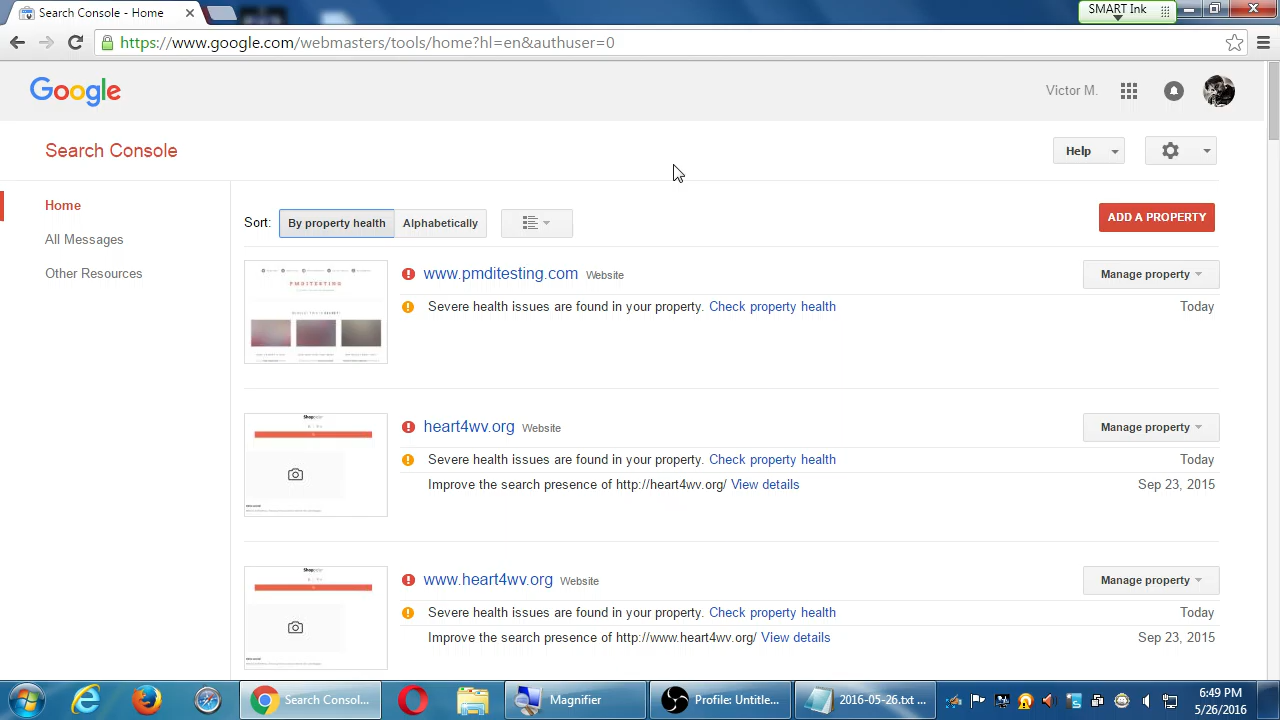 SMART Ink
Search Console - Home
https://www.google.com/webmasters/tools/home?hl=en&authuser=0
Google
Victor M.
Search Console
Help
Home
All Messages
Other Resources
Sort: By property health Alphabetically
ADD A PROPERTY
PMDITESTING
www.pmditesting.com Website
Manage property
Severe health issues are found in your property. Check property health Today
heart4wv.org Website
Manage property
Severe health issues are found in your property. Check property health Today
Improve the search presence of http://heart4wv.org/ View details Sep 23, 2015
www.heart4wv.org Website
Manage property
Severe health issues are found in your property. Check property health Today
Improve the search presence of http://www.heart4wv.org/ View details Sep 23, 2015
Search Consol...
Magnifier
Profile: Untitle...
2016-05-26.txt ...
6:49 PM
5/26/2016